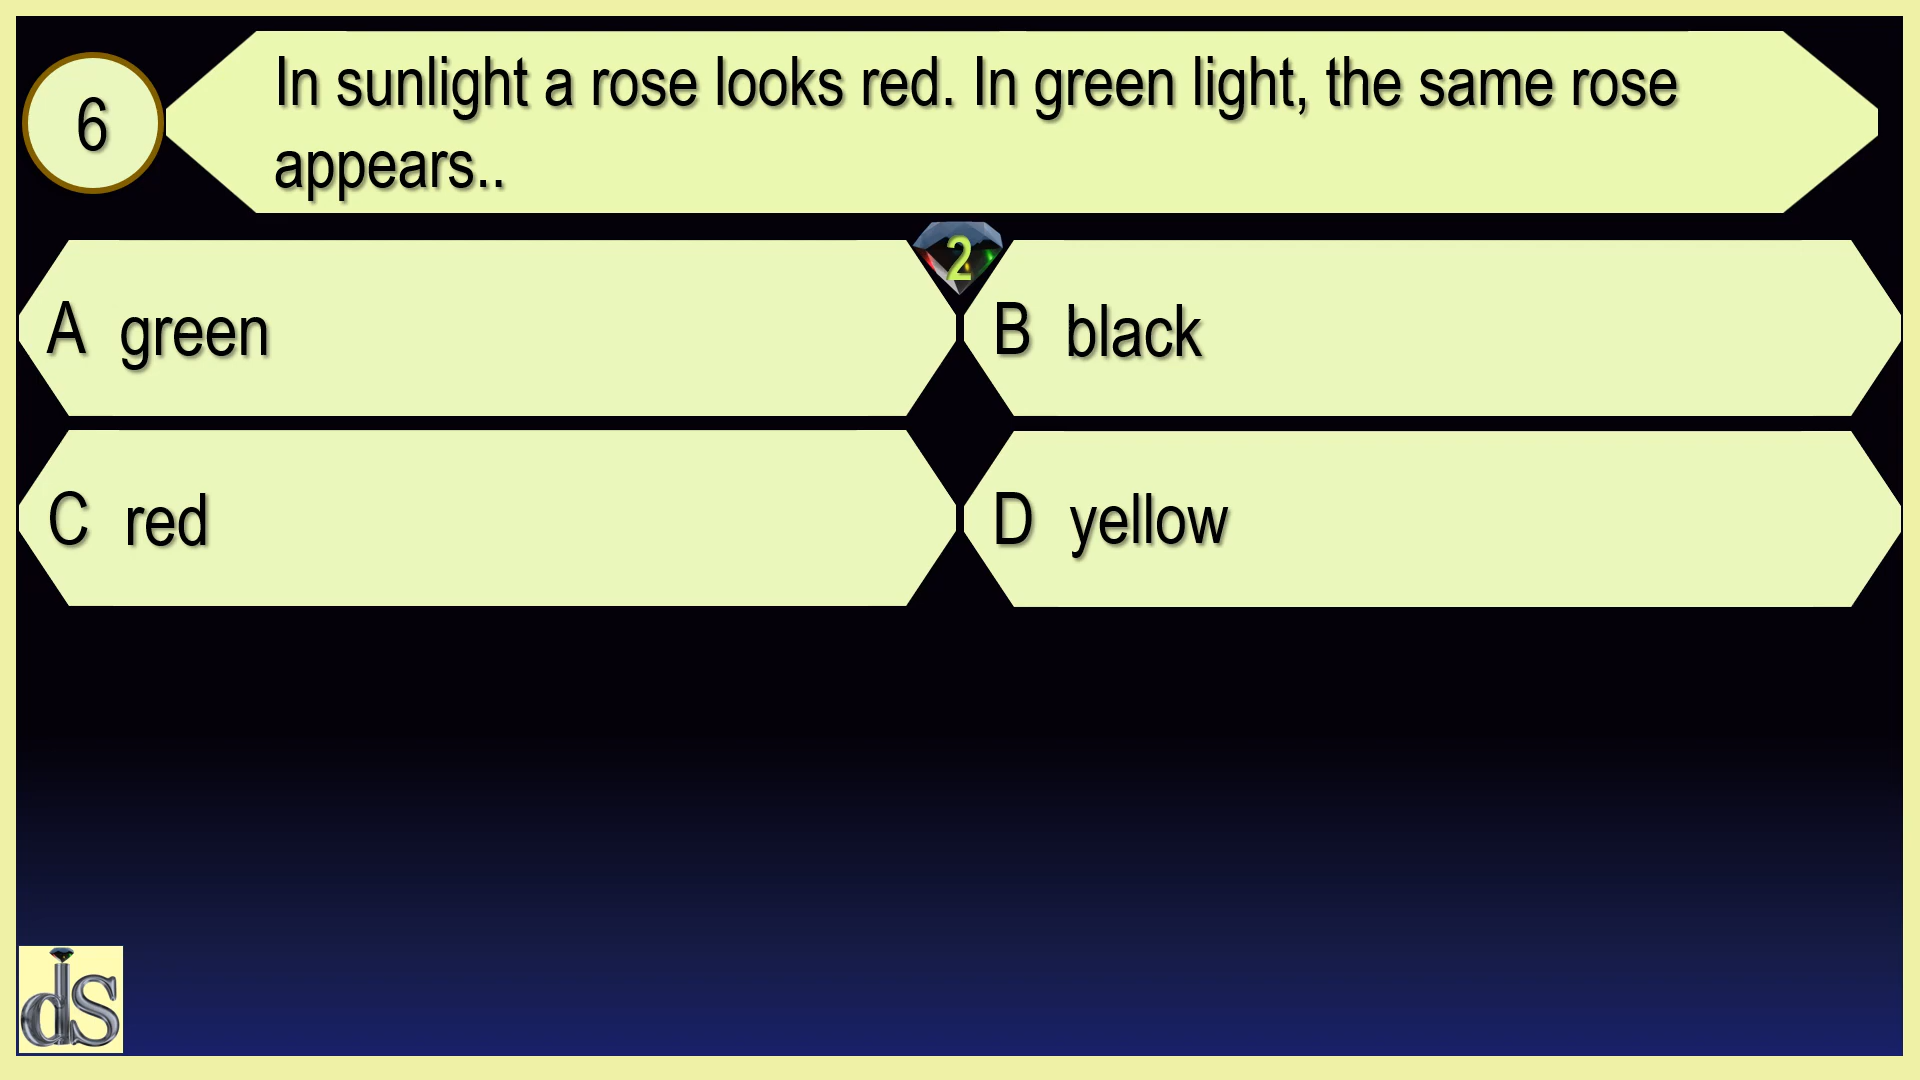 6
In sunlight a rose looks red. In green light, the same rose
appears..
2
A green
B black
C red
D yellow
ds